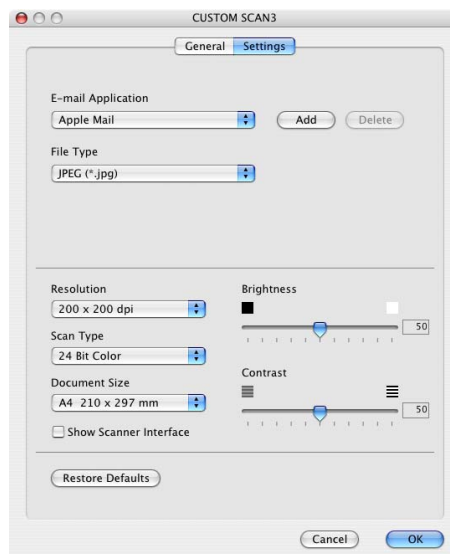 CUSTOM SCAN3
General Settings
E-mail Application
Apple Mail Add Delete
File Type
JPEG (*.jpg)
Resolution Brightness
200 x 200 dpi
50
Scan Type
24 Bit Color
Document Size Contrast
A4 210 x 297 mm
50
Show Scanner Interface
Restore Defaults
Cancel OK